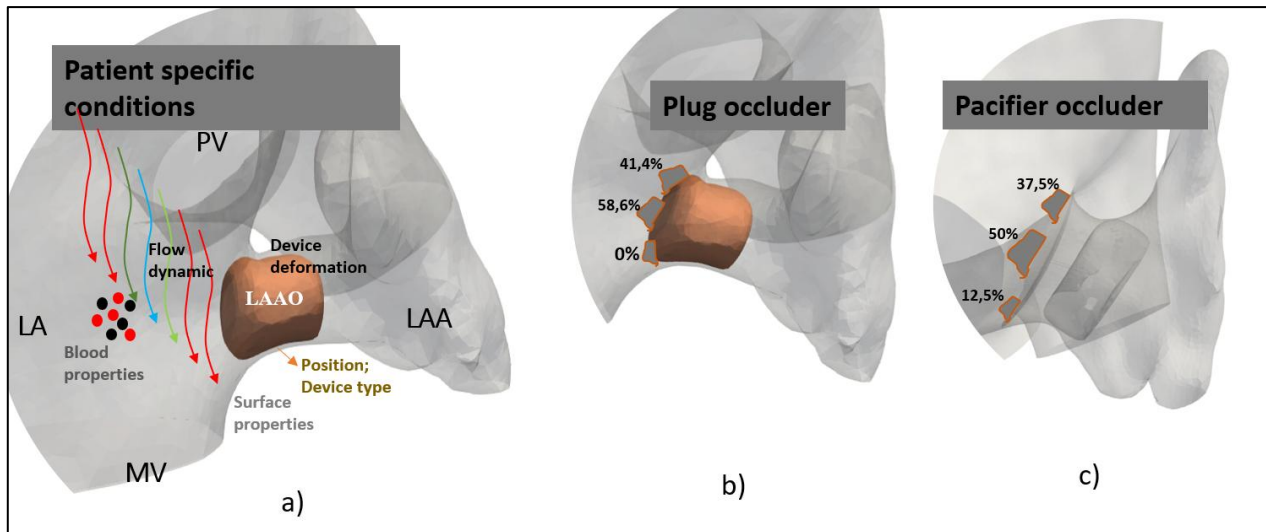 Patient specific
conditions
PV
Flow
dynamic
Device
deformation
LAAO
LA
LAA
Blood
properties
Position;
Device type
Surface
properties
MV
a)
Plug occluder
41,4%
58,6%
0%
b)
Pacifier occluder
37,5%
50%
12,5%
c)